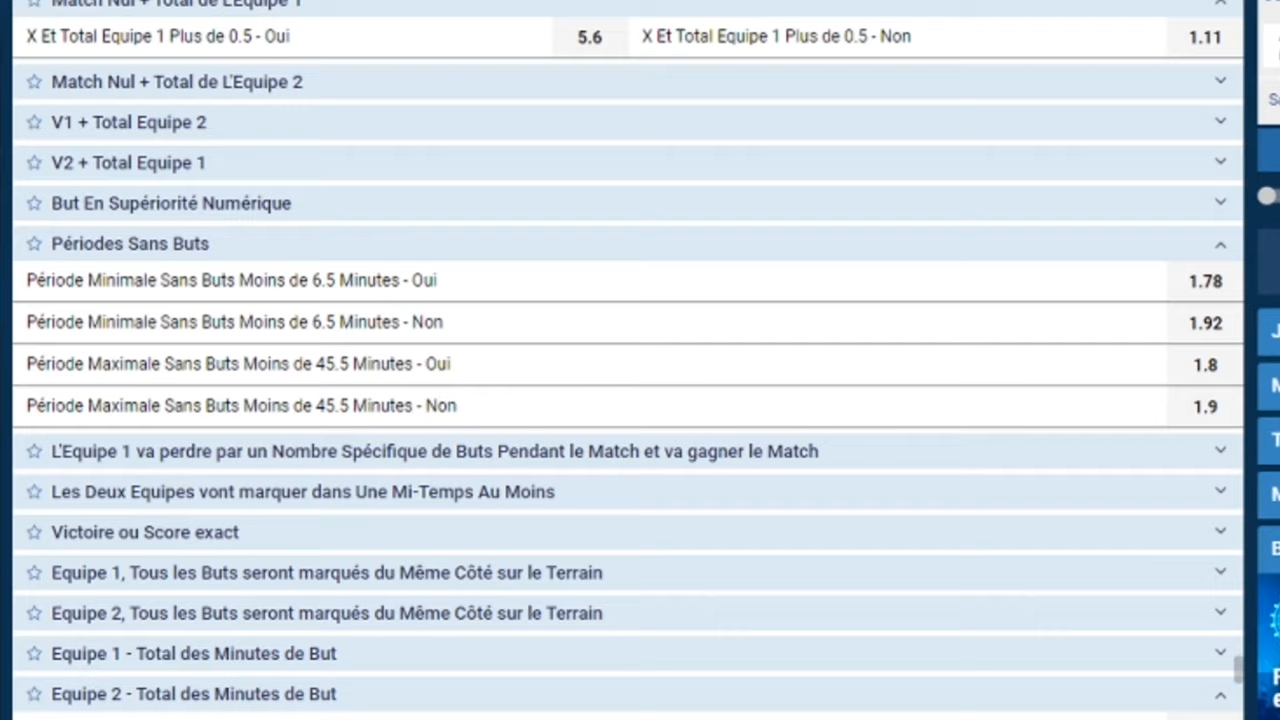 Match Nul + Total de L'Equipe 1
X Et Total Equipe 1 Plus de 0.5 - Oui 5.6 X Et Total Equipe 1 Plus de 0.5 - Non 1.11
Match Nul + Total de L'Equipe 2
V1 + Total Equipe 2
V2 + Total Equipe 1
But En Supériorité Numérique
Périodes Sans Buts
Période Minimale Sans Buts Moins de 6.5 Minutes - Oui 1.78
Période Minimale Sans Buts Moins de 6.5 Minutes - Non 1.92
Période Maximale Sans Buts Moins de 45.5 Minutes - Oui 1.8
Période Maximale Sans Buts Moins de 45.5 Minutes - Non 1.9
L'Equipe 1 va perdre par un Nombre Spécifique de Buts Pendant le Match et va gagner le Match
Les Deux Equipes vont marquer dans Une Mi-Temps Au Moins
Victoire ou Score exact
Equipe 1, Tous les Buts seront marqués du Même Côté sur le Terrain
Equipe 2, Tous les Buts seront marqués du Même Côté sur le Terrain
Equipe 1 - Total des Minutes de But
Equipe 2 - Total des Minutes de But